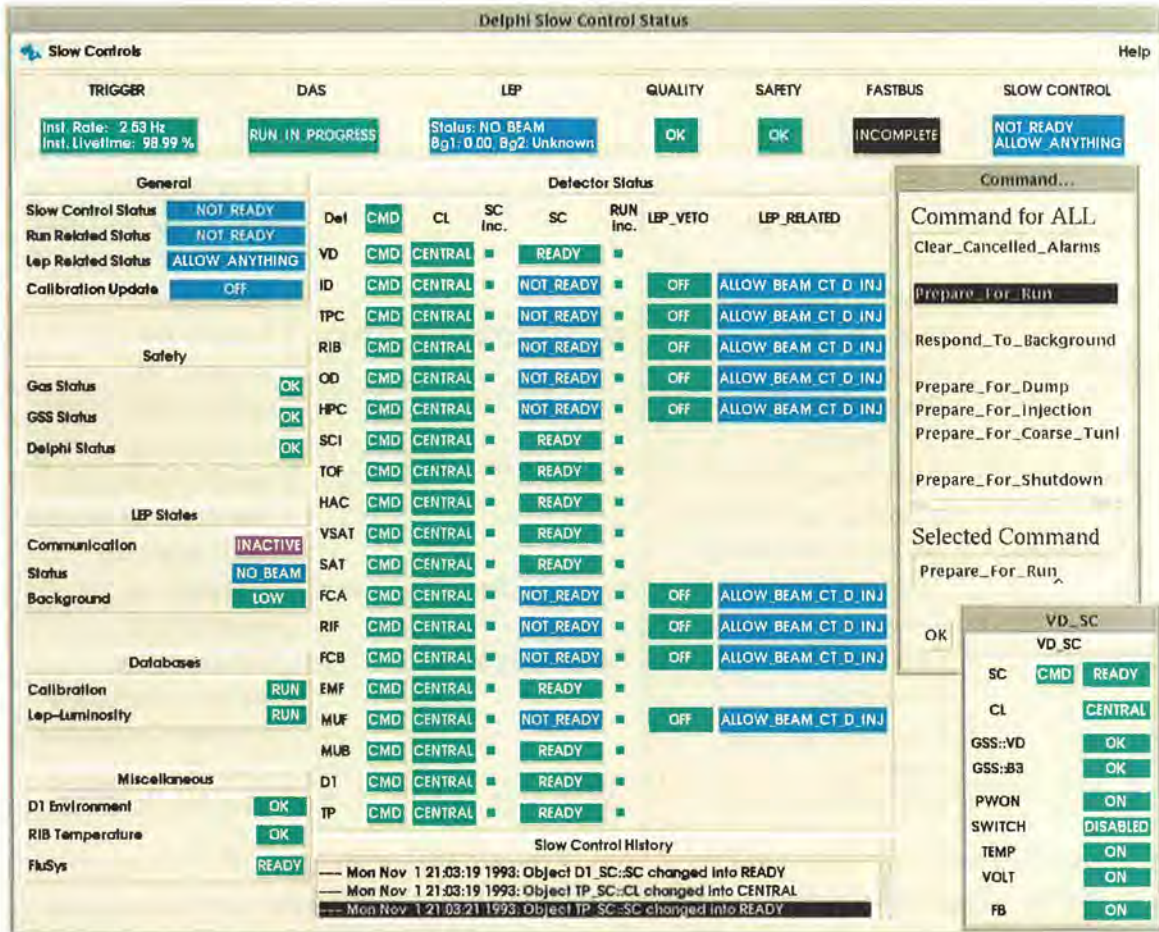 Delphi Slow Control Status
Slow Controls Help
TRIGGER DAS LEP QUALITY SAFETY FASTBUS SLOW CONTROL
Inst. Rate: 2.53 Hz
Inst. Livetime: 98.99 %
RUN_IN_PROGRESS
Status: NO_BEAM
Bg1: 0.00, Bg2: Unknown
OK
OK
INCOMPLETE
NOT_READY
ALLOW_ANYTHING
General
Slow Control Status NOT_READY
Run Related Status NOT_READY
Lep Related Status ALLOW_ANYTHING
Calibration Update OFF
Safety
Gas Status OK
GSS Status OK
Delphi Status OK
LEP States
Communication INACTIVE
Status NO_BEAM
Background LOW
Databases
Calibration RUN
Lep-Luminosity RUN
Miscellaneous
D1 Environment OK
RIB Temperature OK
FluSys READY
Detector Status
Det CMD CL SC Inc. SC RUN Inc. LEP_VETO LEP_RELATED
VD CMD CENTRAL READY
ID CMD CENTRAL NOT_READY OFF ALLOW_BEAM_CT_D_INJ
TPC CMD CENTRAL NOT_READY OFF ALLOW_BEAM_CT_D_INJ
RIB CMD CENTRAL NOT_READY OFF ALLOW_BEAM_CT_D_INJ
OD CMD CENTRAL NOT_READY OFF ALLOW_BEAM_CT_D_INJ
HPC CMD CENTRAL NOT_READY OFF ALLOW_BEAM_CT_D_INJ
SCI CMD CENTRAL READY
TOF CMD CENTRAL READY
HAC CMD CENTRAL READY
VSAT CMD CENTRAL READY
SAT CMD CENTRAL READY
FCA CMD CENTRAL NOT_READY OFF ALLOW_BEAM_CT_D_INJ
RIF CMD CENTRAL NOT_READY OFF ALLOW_BEAM_CT_D_INJ
FCB CMD CENTRAL NOT_READY OFF ALLOW_BEAM_CT_D_INJ
EMF CMD CENTRAL READY
MUF CMD CENTRAL NOT_READY OFF ALLOW_BEAM_CT_D_INJ
MUB CMD CENTRAL READY
D1 CMD CENTRAL READY
TP CMD CENTRAL READY
Slow Control History
---- Mon Nov 1 21:03:19 1993: Object D1_SC::SC changed into READY
---- Mon Nov 1 21:03:19 1993: Object TP_SC::CL changed into CENTRAL
---- Mon Nov 1 21:03:21 1993: Object TP_SC::SC changed into READY
Command...
Command for ALL
Clear_Cancelled_Alarms
Prepare_For_Run
Respond_To_Background
Prepare_For_Dump
Prepare_For_Injection
Prepare_For_Coarse_Tuni
Prepare_For_Shutdown
Selected Command
Prepare_For_Run
OK
VD_SC
VD_SC
SC CMD READY
CL CENTRAL
GSS::VD OK
GSS::B3 OK
PWON ON
SWITCH DISABLED
TEMP ON
VOLT ON
FB ON